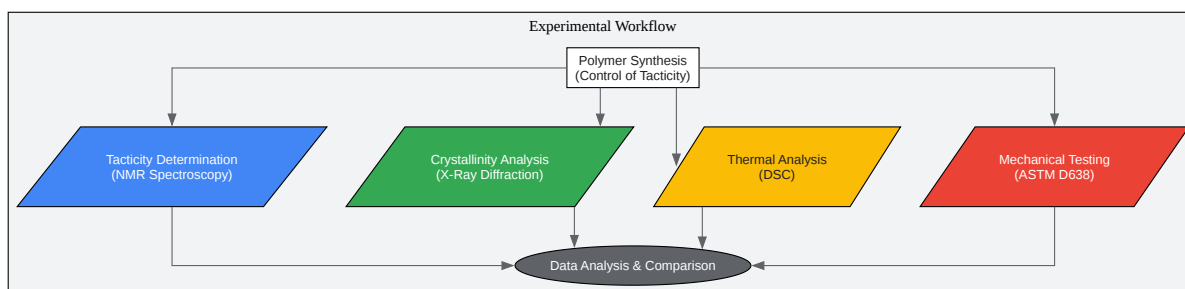 Experimental Workflow
Polymer Synthesis
(Control of Tacticity)
Tacticity Determination
(NMR Spectroscopy)
Crystallinity Analysis
(X-Ray Diffraction)
Thermal Analysis
(DSC)
Mechanical Testing
(ASTM D638)
Data Analysis & Comparison